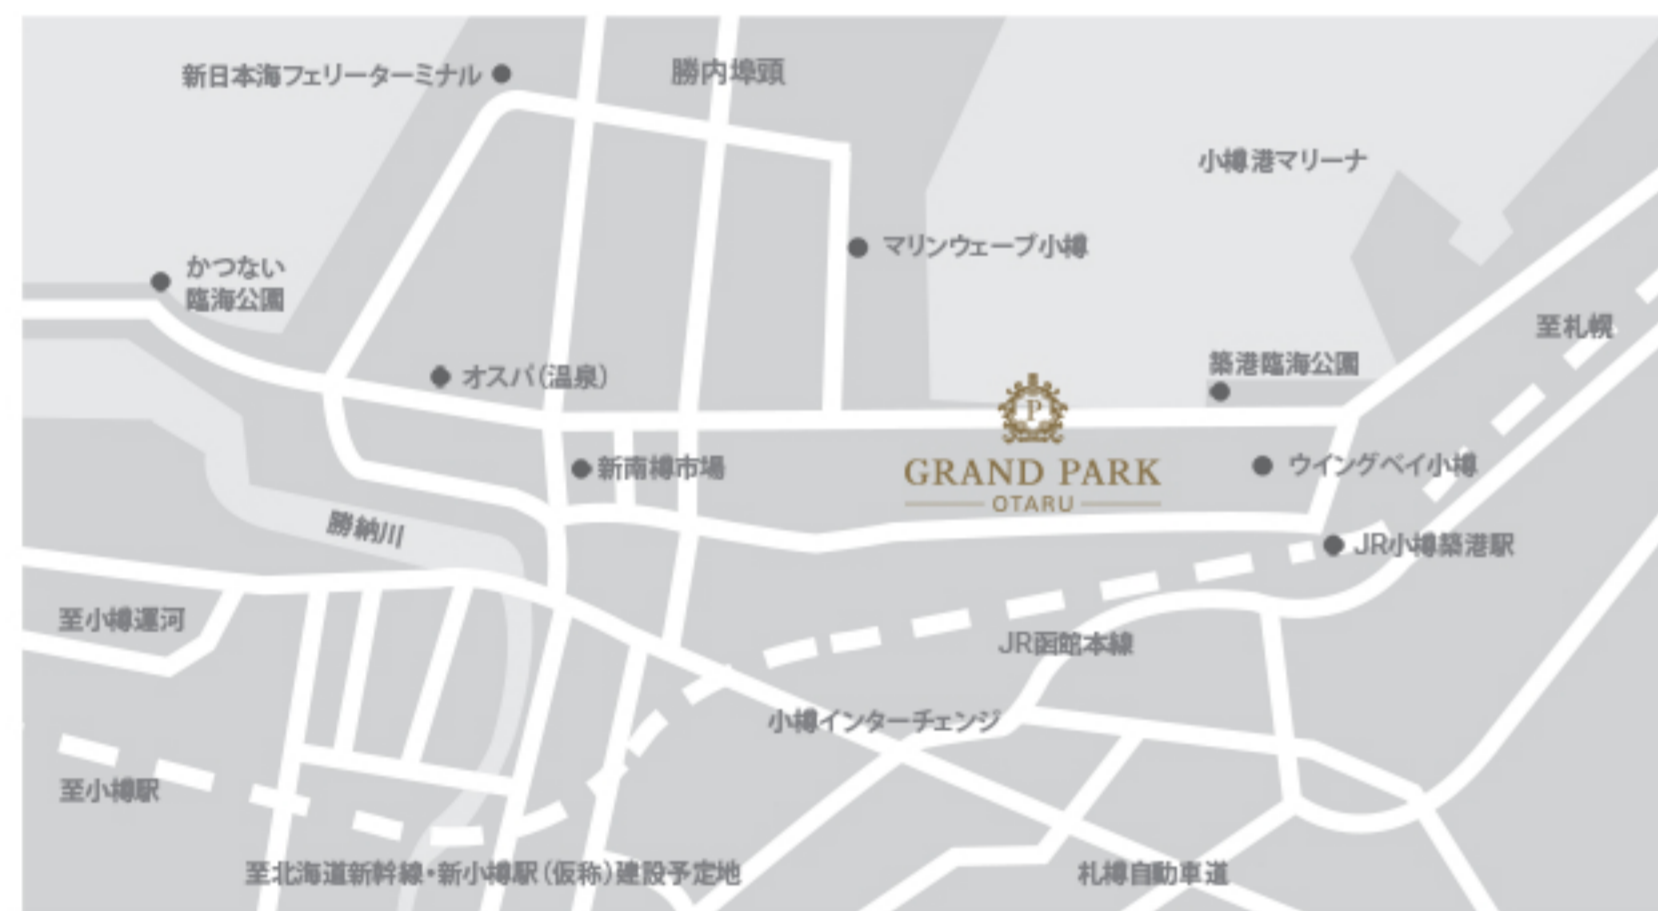 新日本海フェリーターミナル
勝内埠頭
小樽港マリーナ
マリンウェーブ小樽
かつない
臨海公園
至札幌
築港臨海公園
オスパ（温泉）
P
GRAND PARK
OTARU
新南樽市場
ウイングベイ小樽
勝納川
JR小樽築港駅
至小樽運河
JR函館本線
小樽インターチェンジ
至小樽駅
至北海道新幹線・新小樽駅（仮称）建設予定地
札樽自動車道